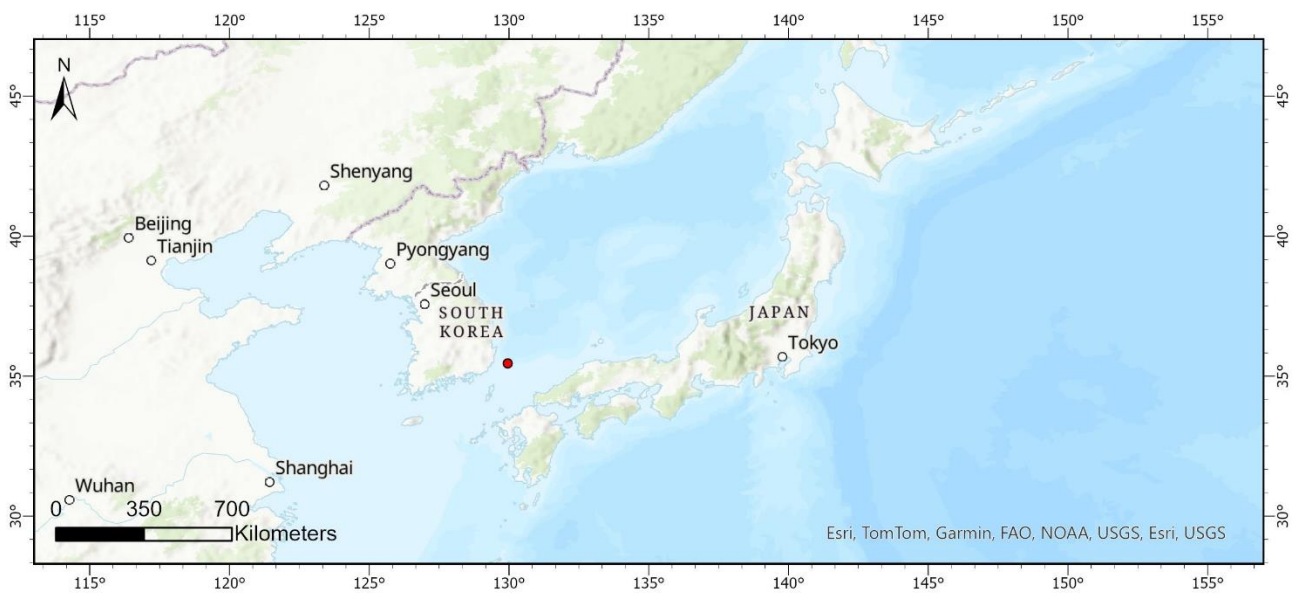 115° 120° 125° 130° 135° 140° 145° 150° 155°
N
45° 45°
Shenyang
Beijing
Tianjin
40° 40°
Pyongyang
Seoul
SOUTH
KOREA
JAPAN
Tokyo
35° 35°
Shanghai
Wuhan
0 350 700
Kilometers
30° 30°
Esri, TomTom, Garmin, FAO, NOAA, USGS, Esri, USGS
115° 120° 125° 130° 135° 140° 145° 150° 155°